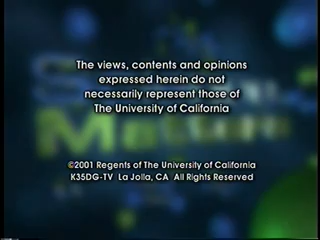 The views, contents and opinions
expressed herein do not
necessarily represent those of
The University of California
©2001 Regents of The University of California
K35DG-TV La Jolla, CA All Rights Reserved